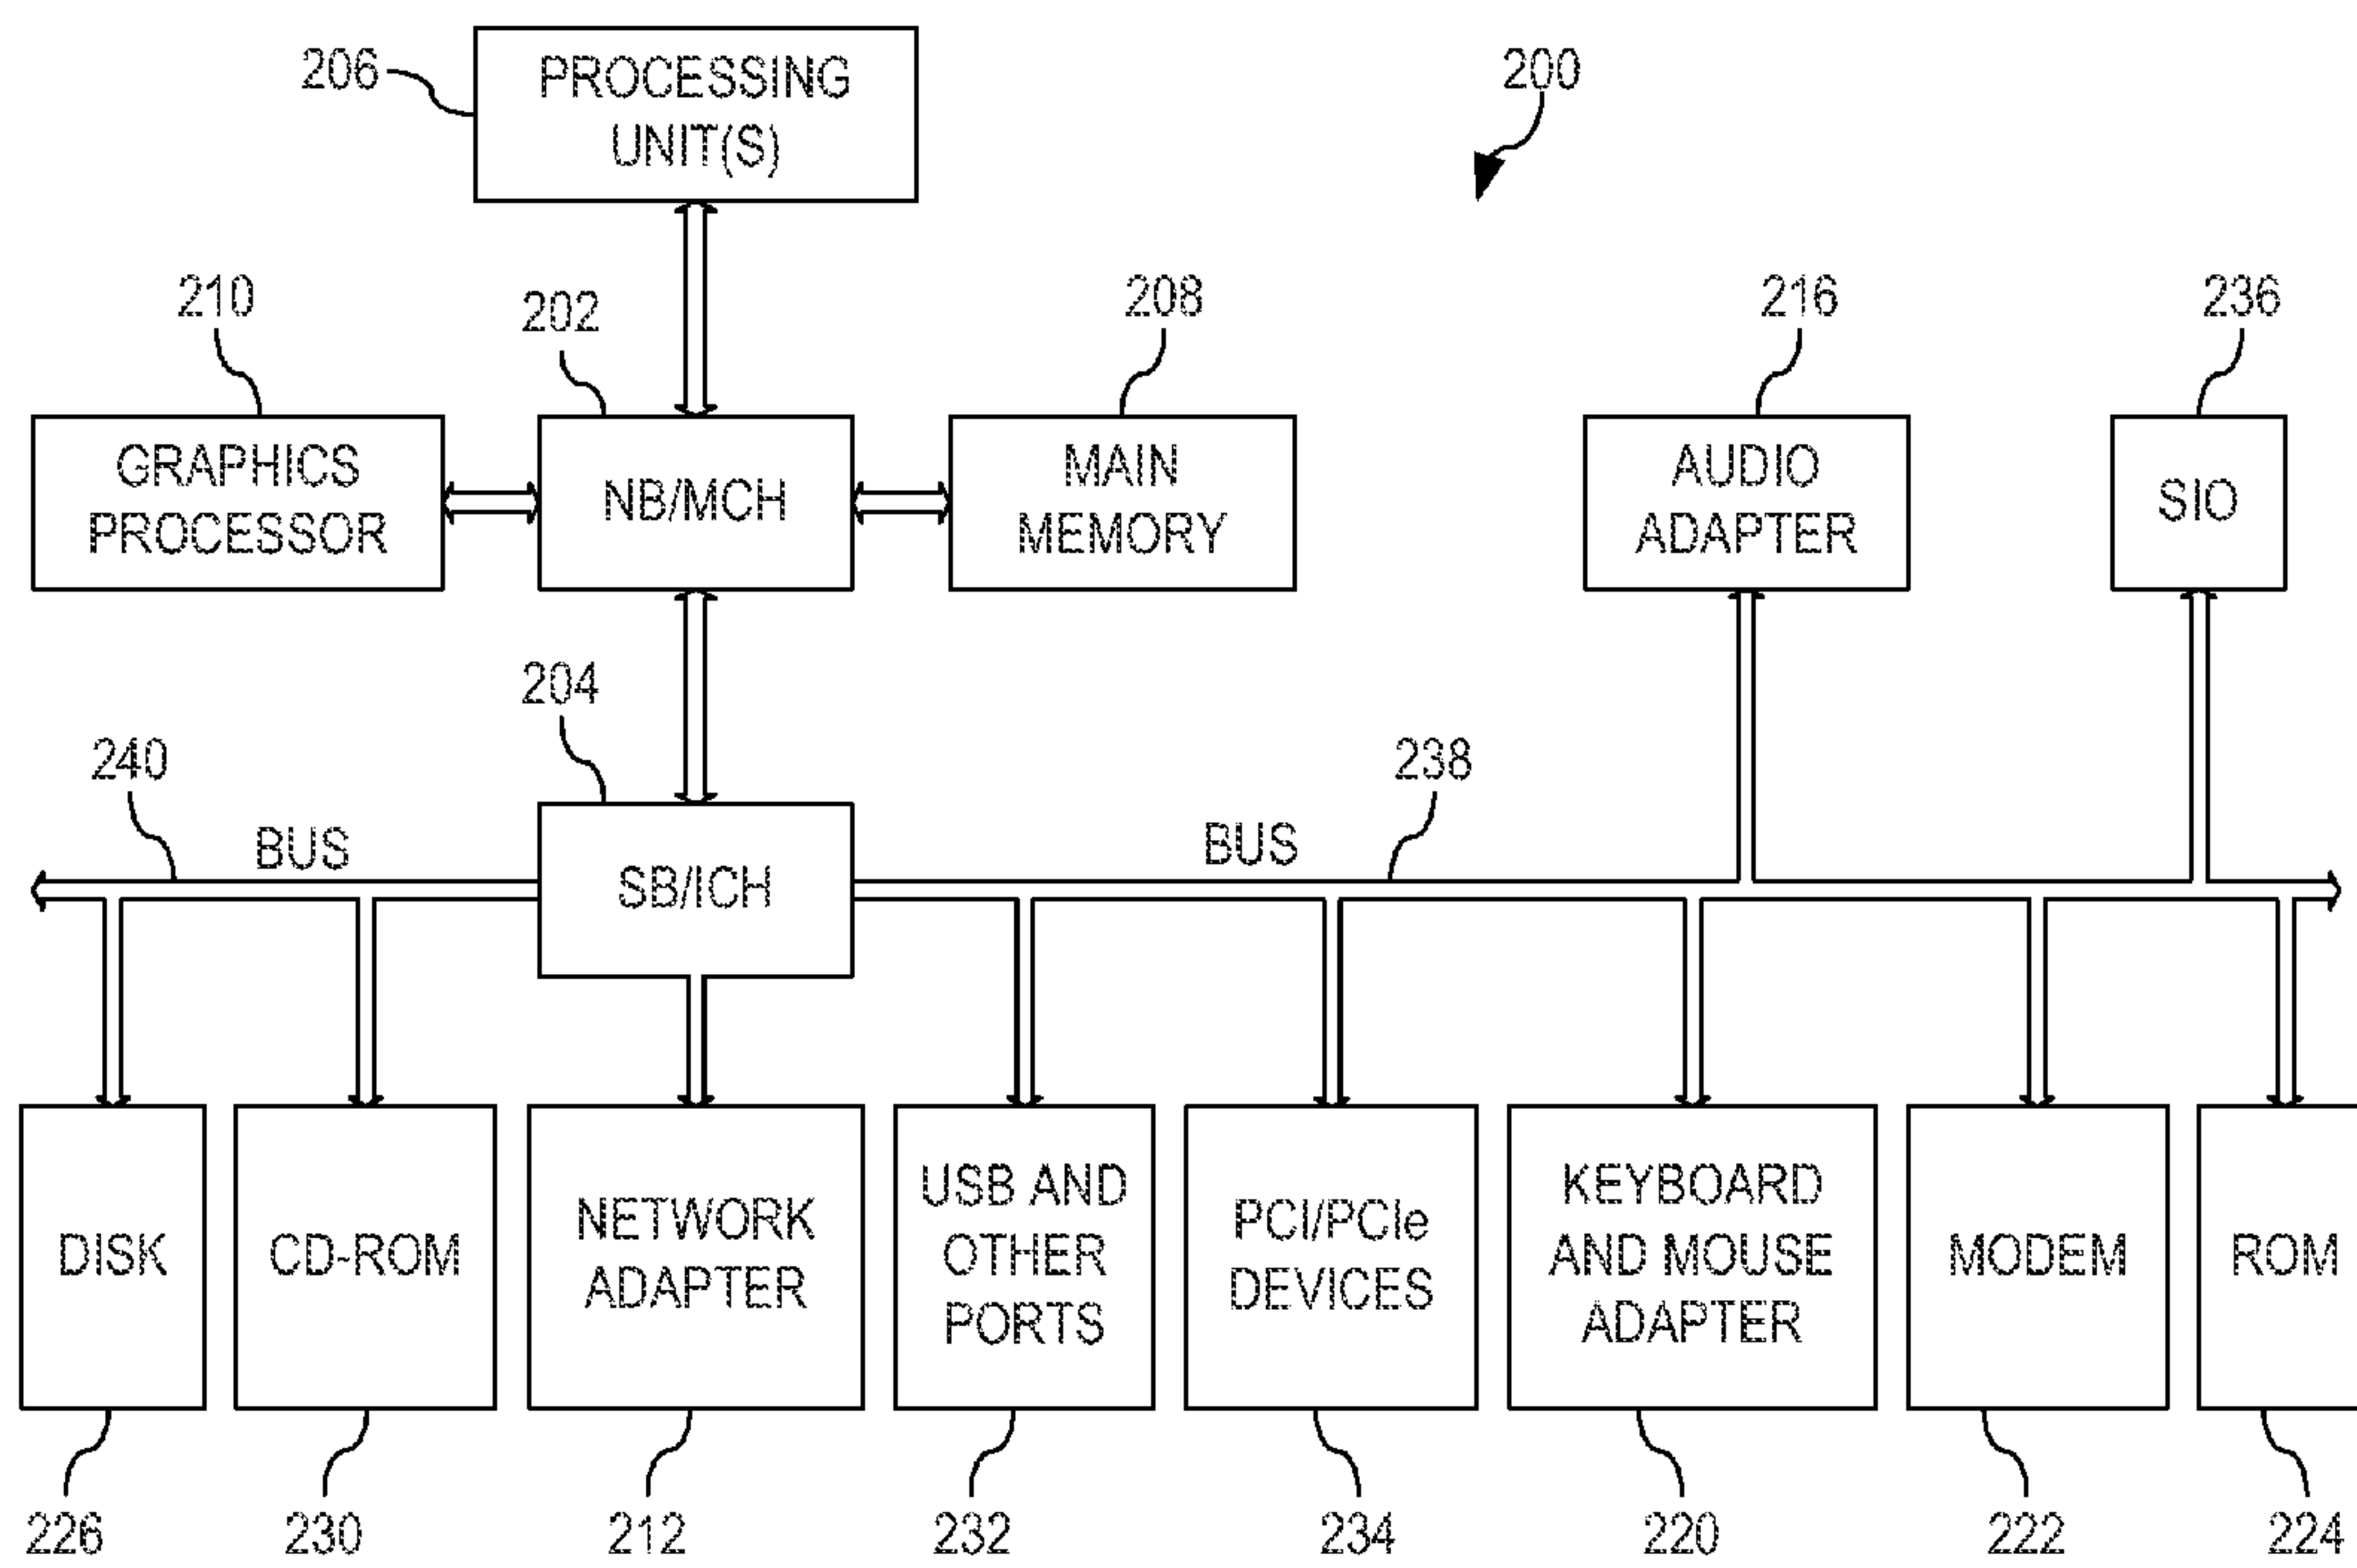 206
PROCESSING
UNIT(S)
200
210
202
208
216
236
GRAPHICS
PROCESSOR
NB/MCH
MAIN
MEMORY
AUDIO
ADAPTER
SIO
204
240
238
BUS
SB/ICH
BUS
DISK
CD-ROM
NETWORK
ADAPTER
USB AND
OTHER
PORTS
PCI/PCIe
DEVICES
KEYBOARD
AND MOUSE
ADAPTER
MODEM
ROM
226
230
212
232
234
220
222
224